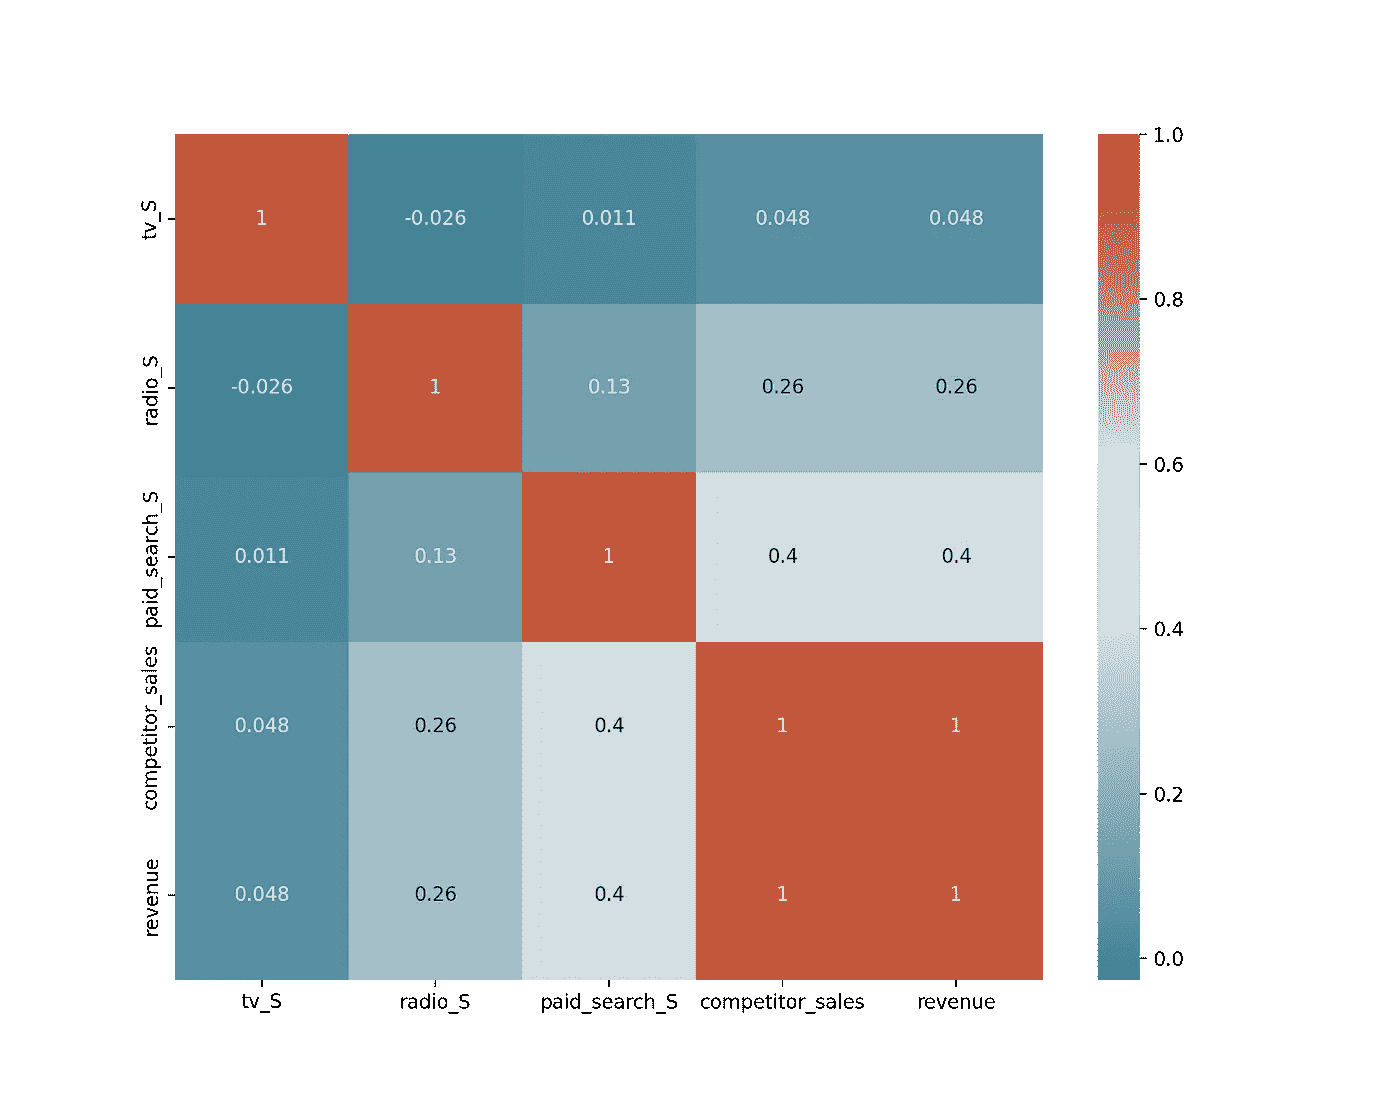 tv_S 1 -0.026 0.011 0.048 0.048
radio_S -0.026 1 0.13 0.26 0.26
paid_search_S 0.011 0.13 1 0.4 0.4
competitor_sales 0.048 0.26 0.4 1 1
revenue 0.048 0.26 0.4 1 1
tv_S radio_S paid_search_S competitor_sales revenue
1.0
0.8
0.6
0.4
0.2
0.0